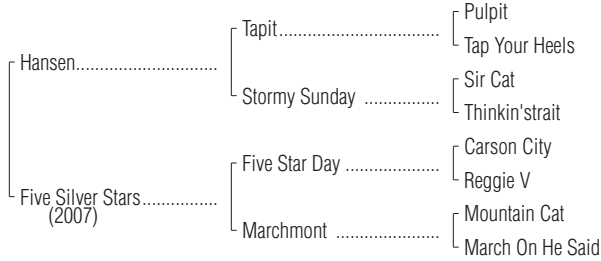 Pulpit
Tapit
Tap Your Heels
Hansen
Sir Cat
Stormy Sunday
Thinkin'strait
Carson City
Five Star Day
Reggie V
Five Silver Stars
(2007)
Mountain Cat
Marchmont
March On He Said